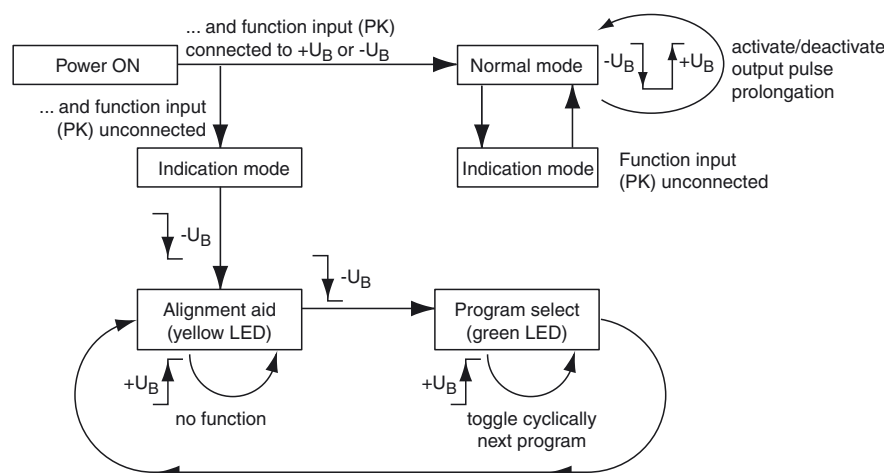 ... and function input (PK)
connected to +UB or -UB
Power ON
Normal mode
-UB
+UB
activate/deactivate
output pulse
prolongation
... and function input
(PK) unconnected
Indication mode
Indication mode
Function input
(PK) unconnected
-UB
-UB
Alignment aid
(yellow LED)
Program select
(green LED)
+UB
no function
+UB
toggle cyclically
next program